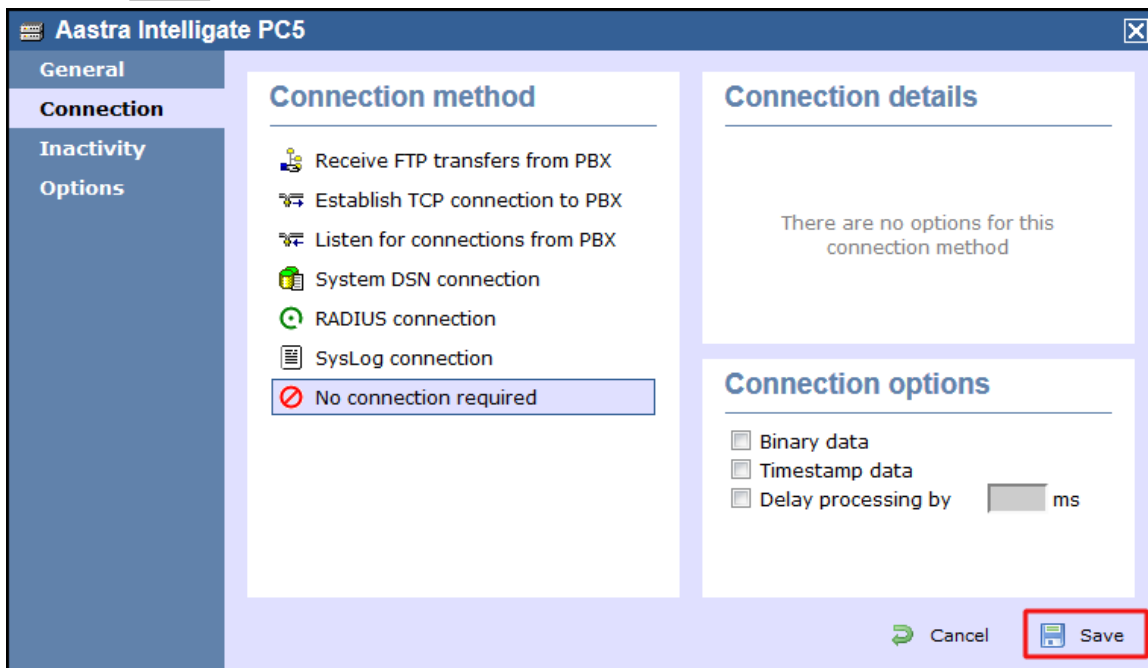 Aastra Intelligate PC5
General
Connection
Inactivity
Options
Connection method
Receive FTP transfers from PBX
Establish TCP connection to PBX
Listen for connections from PBX
System DSN connection
RADIUS connection
SysLog connection
No connection required
Connection details
There are no options for this
connection method
Connection options
Binary data
Timestamp data
Delay processing by ms
Cancel
Save